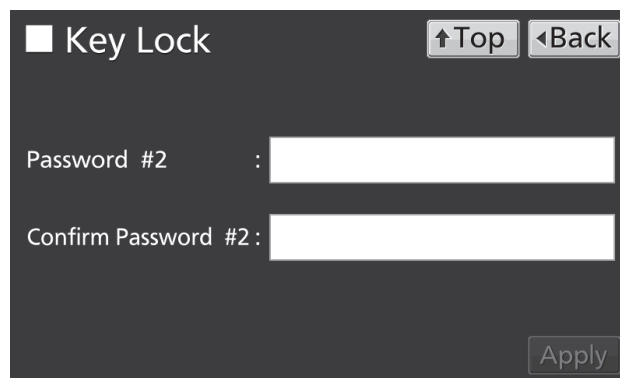 Key Lock
Top
Back
Password #2 :
Confirm Password #2 :
Apply